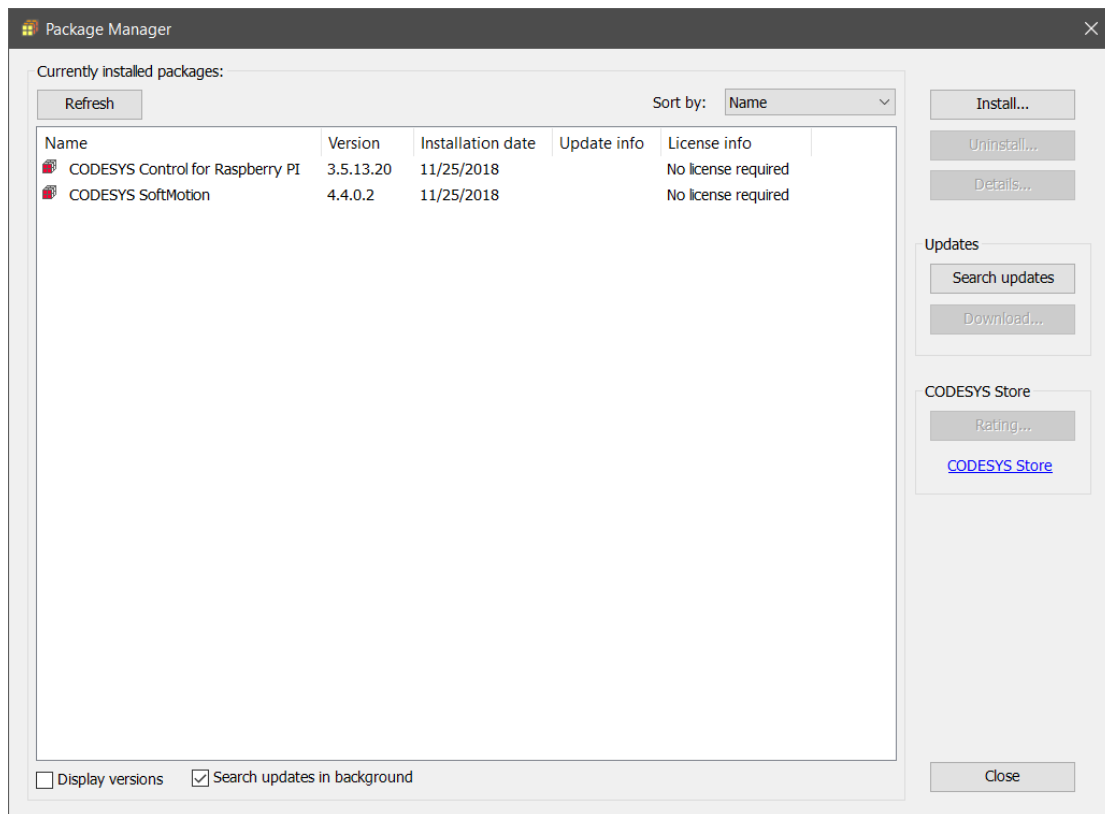 Package Manager
Currently installed packages:
Refresh
Sort by: Name
Install...
Name Version Installation date Update info License info
Uninstall...
CODESYS Control for Raspberry PI 3.5.13.20 11/25/2018 No license required
Details...
CODESYS SoftMotion 4.4.0.2 11/25/2018 No license required
Updates
Search updates
Download...
CODESYS Store
Rating...
CODESYS Store
Display versions Search updates in background
Close